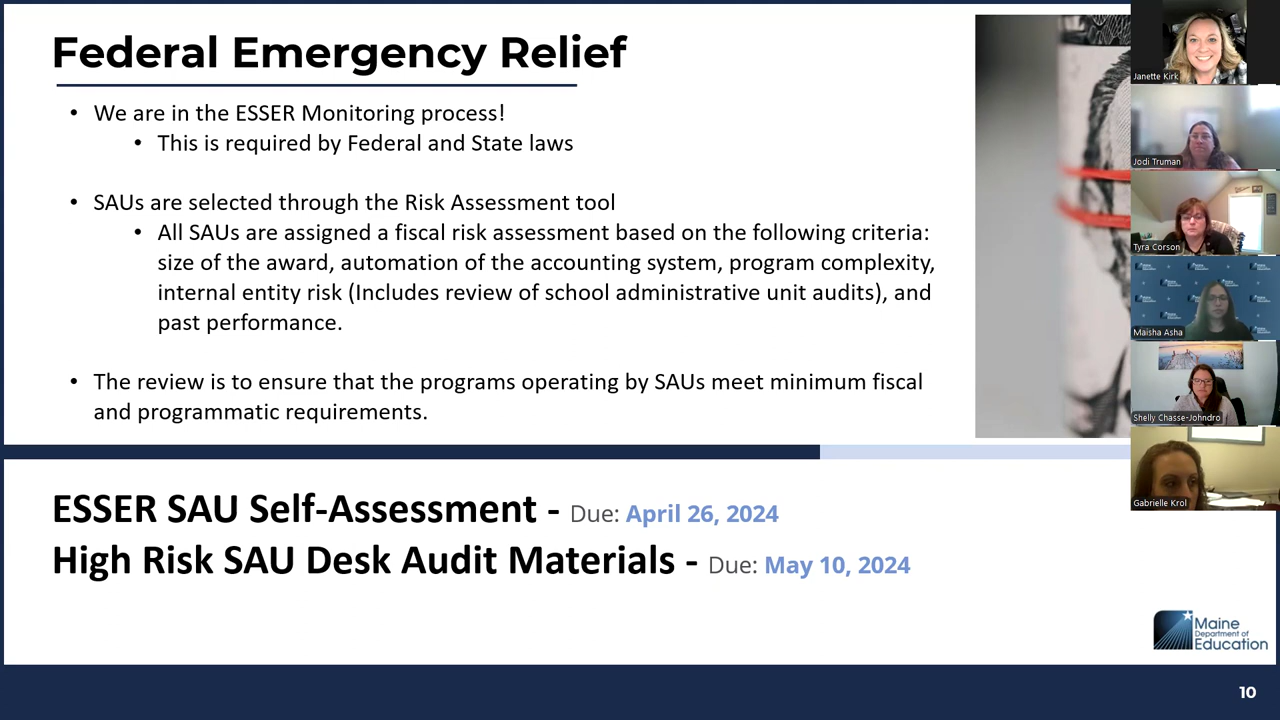 Federal Emergency Relief
• We are in the ESSER Monitoring process!
• This is required by Federal and State laws
• SAUs are selected through the Risk Assessment tool
• All SAUs are assigned a fiscal risk assessment based on the following criteria:
size of the award, automation of the accounting system, program complexity,
internal entity risk (Includes review of school administrative unit audits), and
past performance.
• The review is to ensure that the programs operating by SAUs meet minimum fiscal
and programmatic requirements.
ESSER SAU Self-Assessment - Due: April 26, 2024
High Risk SAU Desk Audit Materials - Due: May 10, 2024
Janette Kirk
Jodi Truman
Tyra Corson
Maisha Asha
Shelly Chasse-Johndro
Gabrielle Krol
Maine
Department of
Education
10